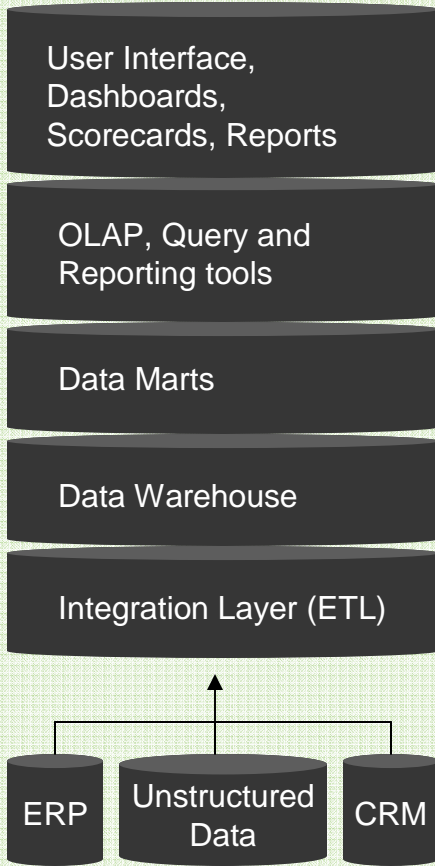 User Interface,
Dashboards,
Scorecards, Reports
OLAP, Query and
Reporting tools
Data Marts
Data Warehouse
Integration Layer (ETL)
ERP
Unstructured
Data
CRM